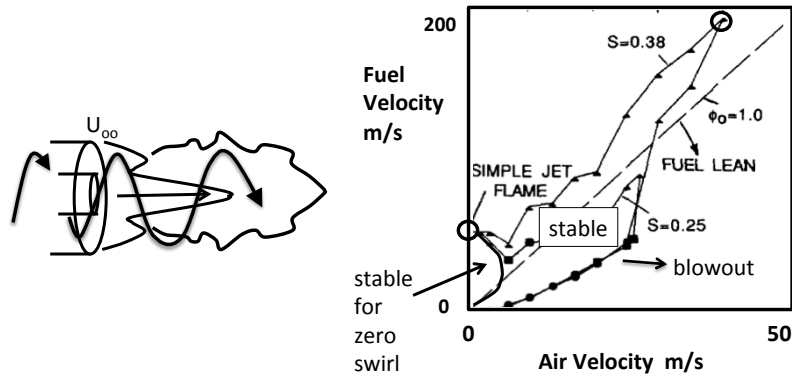 U∞
200
Fuel
Velocity
m/s
S=0.38
ϕo=1.0
SIMPLE JET
FLAME
FUEL LEAN
stable
S=0.25
stable
for
zero
swirl
blowout
0
0
50
Air Velocity m/s